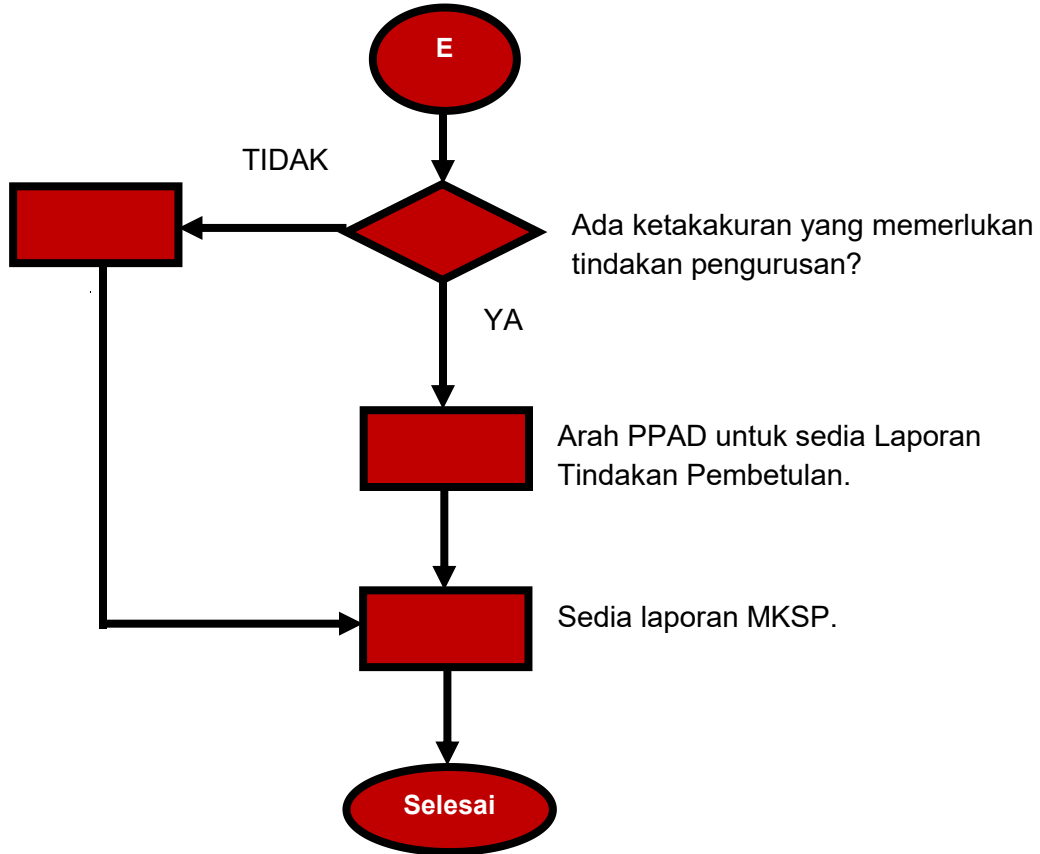 E
TIDAK
Ada ketakakuran yang memerlukan
tindakan pengurusan?
YA
Arah PPAD untuk sedia Laporan
Tindakan Pembetulan.
Sedia laporan MKSP.
Selesai